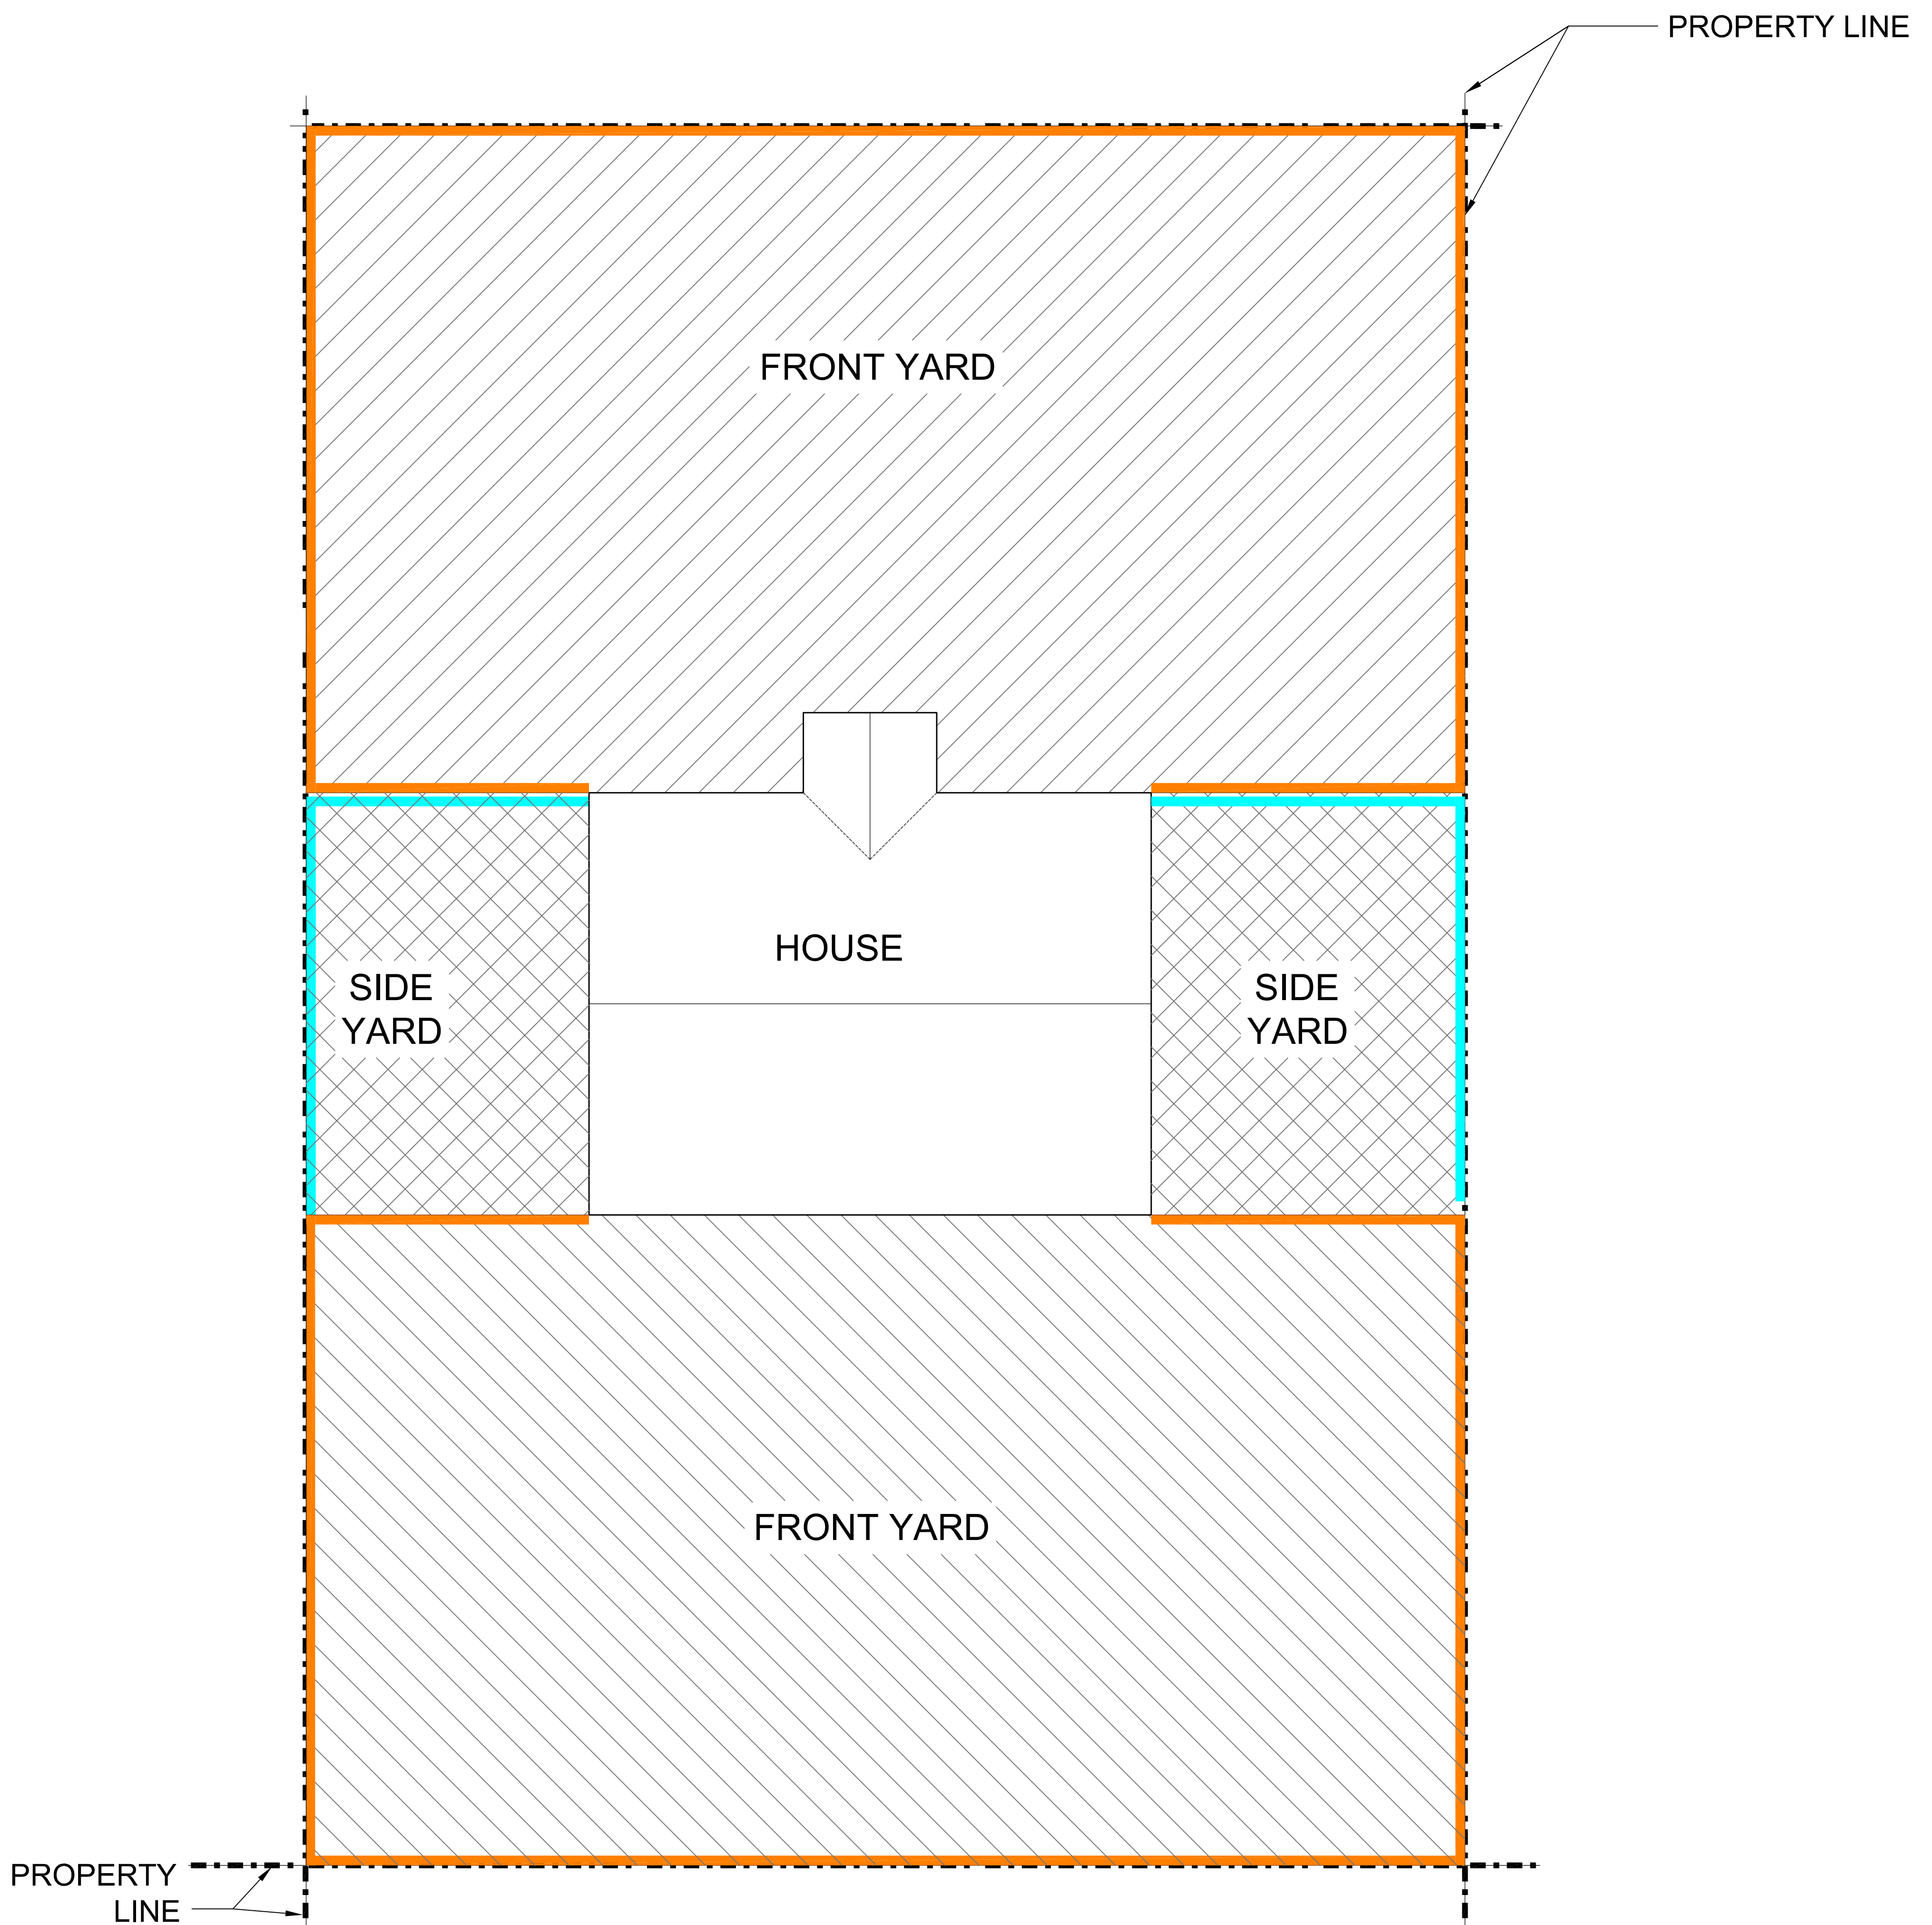 PROPERTY LINE
FRONT YARD
HOUSE
SIDE
YARD
SIDE
YARD
FRONT YARD
PROPERTY
LINE